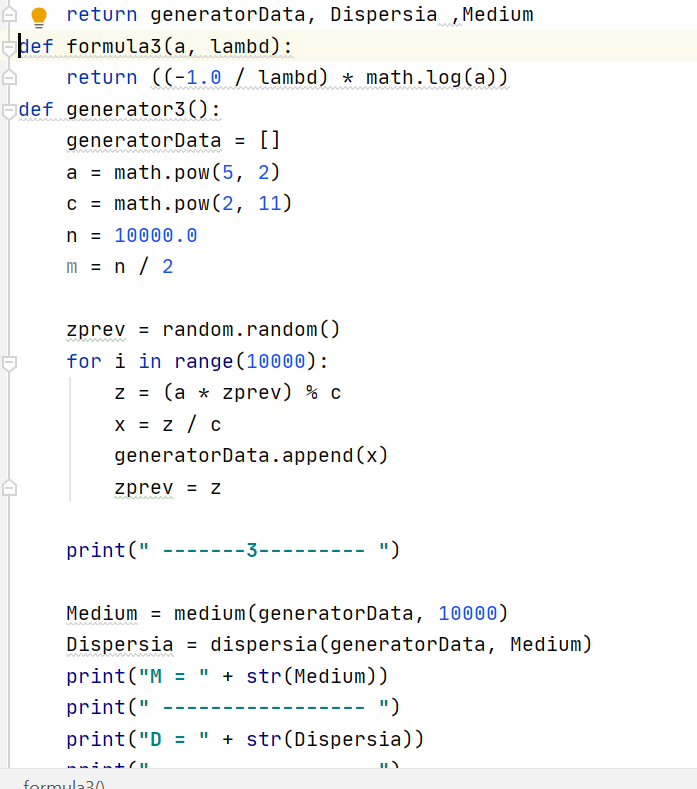 return generatorData, Dispersia ,Medium
def formula3(a, lambd):
return ((-1.0 / lambd) * math.log(a))
def generator3():
generatorData = []
a = math.pow(5, 2)
c = math.pow(2, 11)
n = 10000.0
m = n / 2
zprev = random.random()
for i in range(10000):
z = (a * zprev) % c
x = z / c
generatorData.append(x)
zprev = z
print(" -------3--------- ")
Medium = medium(generatorData, 10000)
Dispersia = dispersia(generatorData, Medium)
print("M = " + str(Medium))
print(" ----------------- ")
print("D = " + str(Dispersia))
print(" ----------------- ")
formula3()